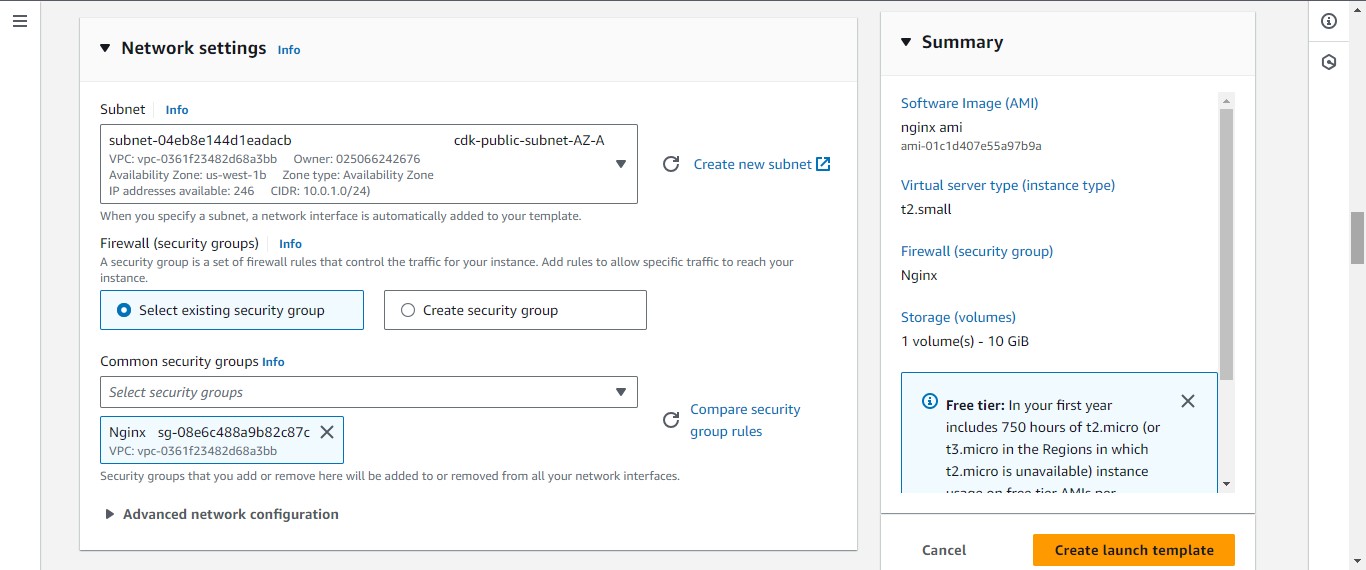 Network settings Info
Subnet Info
subnet-04eb8e144d1eadacb cdk-public-subnet-AZ-A
VPC: vpc-0361f23482d68a3bb Owner: 025066242676
Availability Zone: us-west-1b Zone type: Availability Zone
IP addresses available: 246 CIDR: 10.0.1.0/24)
Create new subnet
When you specify a subnet, a network interface is automatically added to your template.
Firewall (security groups) Info
A security group is a set of firewall rules that control the traffic for your instance. Add rules to allow specific traffic to reach your
instance.
Select existing security group
Create security group
Common security groups Info
Select security groups
Nginx sg-08e6c488a9b82c87c
VPC: vpc-0361f23482d68a3bb
Compare security
group rules
Security groups that you add or remove here will be added to or removed from all your network interfaces.
Advanced network configuration
Summary
Software Image (AMI)
nginx ami
ami-01c1d407e55a97b9a
Virtual server type (instance type)
t2.small
Firewall (security group)
Nginx
Storage (volumes)
1 volume(s) - 10 GiB
Free tier: In your first year
includes 750 hours of t2.micro (or
t3.micro in the Regions in which
t2.micro is unavailable) instance
usage on free tier AMIs per
Cancel
Create launch template